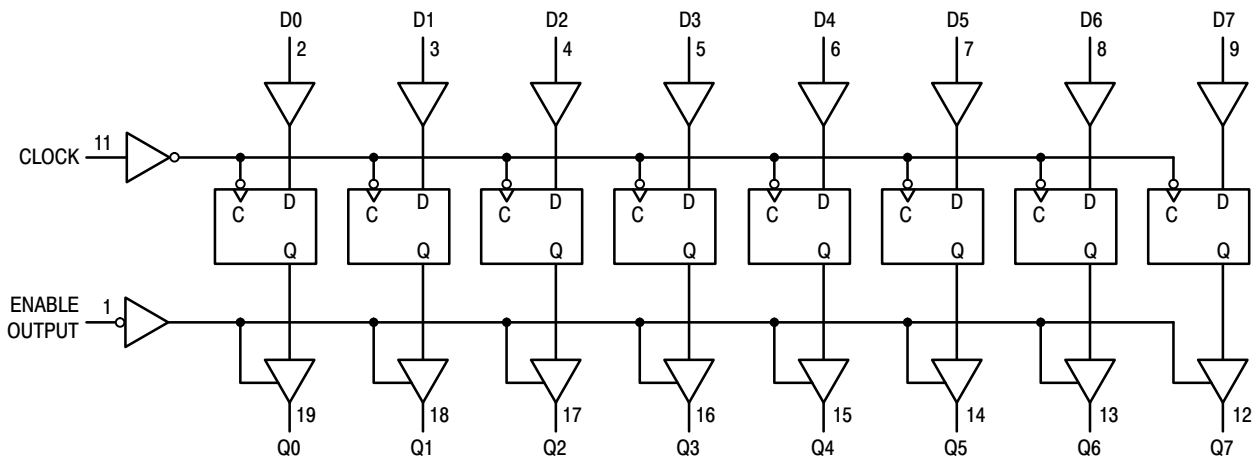 D0 D1 D2 D3 D4 D5 D6 D7
2 3 4 5 6 7 8 9
CLOCK 11
C D C D C D C D C D C D C D C D
Q Q Q Q Q Q Q Q
ENABLE
OUTPUT 1
19 18 17 16 15 14 13 12
Q0 Q1 Q2 Q3 Q4 Q5 Q6 Q7